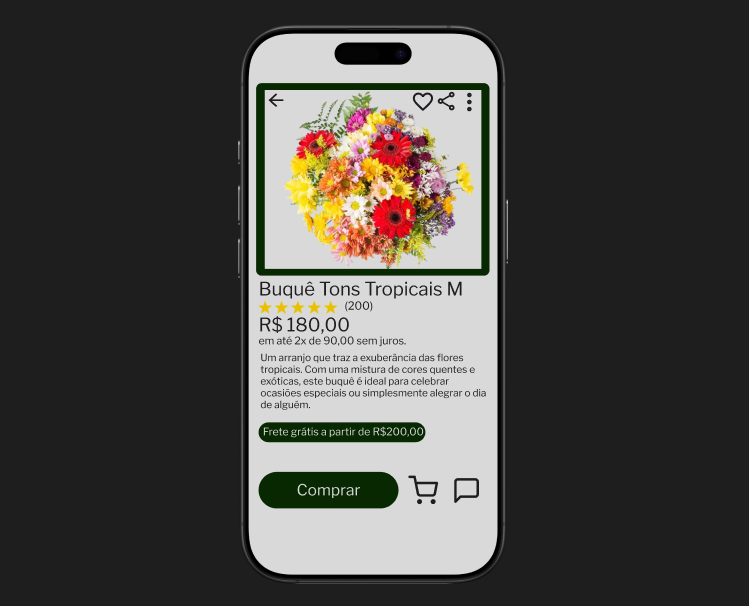 Buquê Tons Tropicais M
(200)
R$ 180,00
em até 2x de 90,00 sem juros.
Um arranjo que traz a exuberância das flores
tropicais. Com uma mistura de cores quentes e
exóticas, este buquê é ideal para celebrar
ocasiões especiais ou simplesmente alegrar o dia
de alguém.
Frete grátis a partir de R$200,00
Comprar